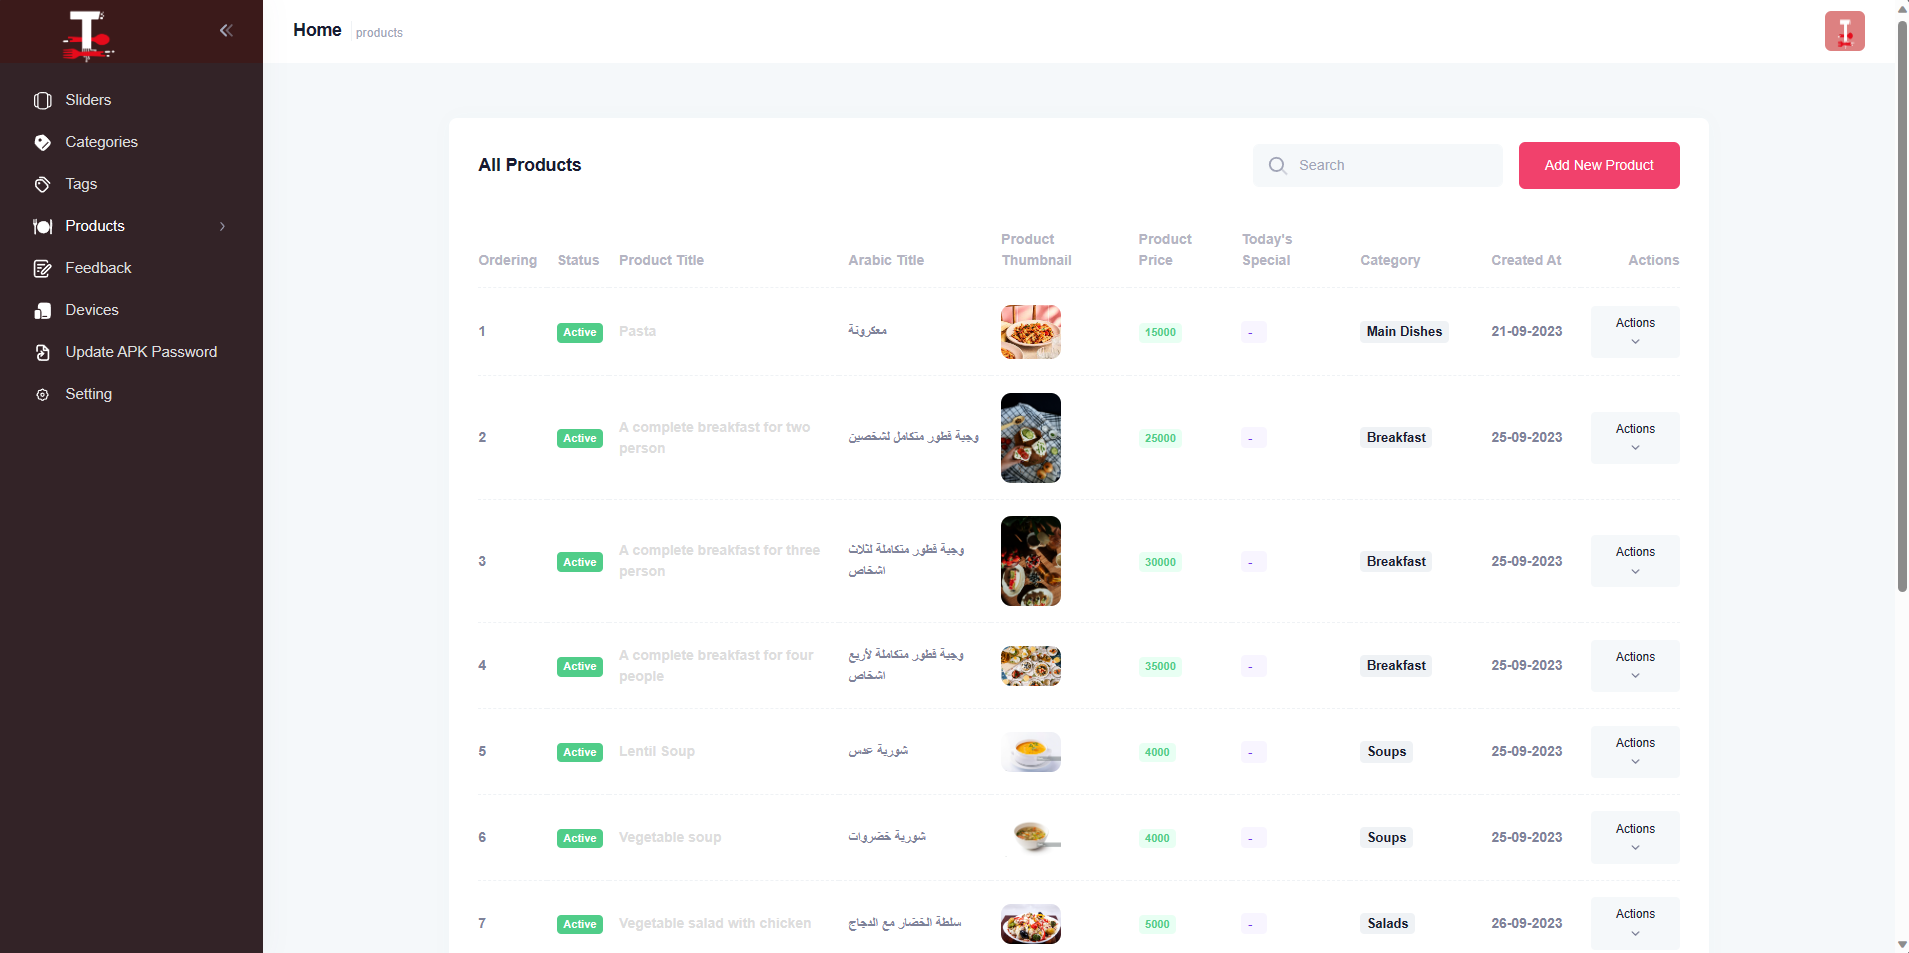 Home
products
Sliders
Categories
Tags
Products
Feedback
Devices
Update APK Password
Setting
All Products
Search
Add New Product
Ordering
Status
Product Title
Arabic Title
Product
Thumbnail
Product
Price
Today's
Special
Category
Created At
Actions
1
Active
Pasta
معكرونة
15000
-
Main Dishes
21-09-2023
Actions
2
Active
A complete breakfast for two
person
وجبة فطور متكامل لشخصين
25000
-
Breakfast
25-09-2023
Actions
3
Active
A complete breakfast for three
person
وجبة فطور متكاملة لثلاث
اشخاص
30000
-
Breakfast
25-09-2023
Actions
4
Active
A complete breakfast for four
people
وجبة فطور متكاملة لأربع
اشخاص
35000
-
Breakfast
25-09-2023
Actions
5
Active
Lentil Soup
شوربة عدس
4000
-
Soups
25-09-2023
Actions
6
Active
Vegetable soup
شوربة خضروات
4000
-
Soups
25-09-2023
Actions
7
Active
Vegetable salad with chicken
سلطة الخضار مع الدجاج
5000
-
Salads
26-09-2023
Actions